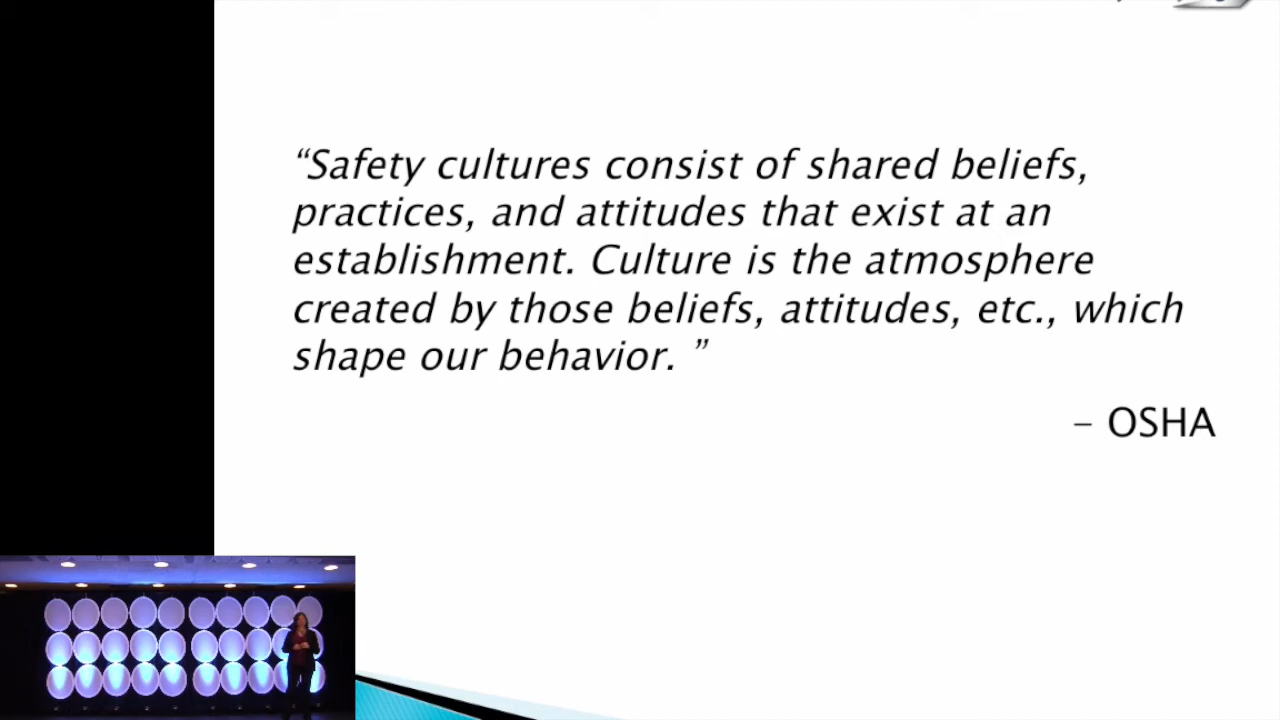 “Safety cultures consist of shared beliefs,
practices, and attitudes that exist at an
establishment. Culture is the atmosphere
created by those beliefs, attitudes, etc., which
shape our behavior. ”
– OSHA